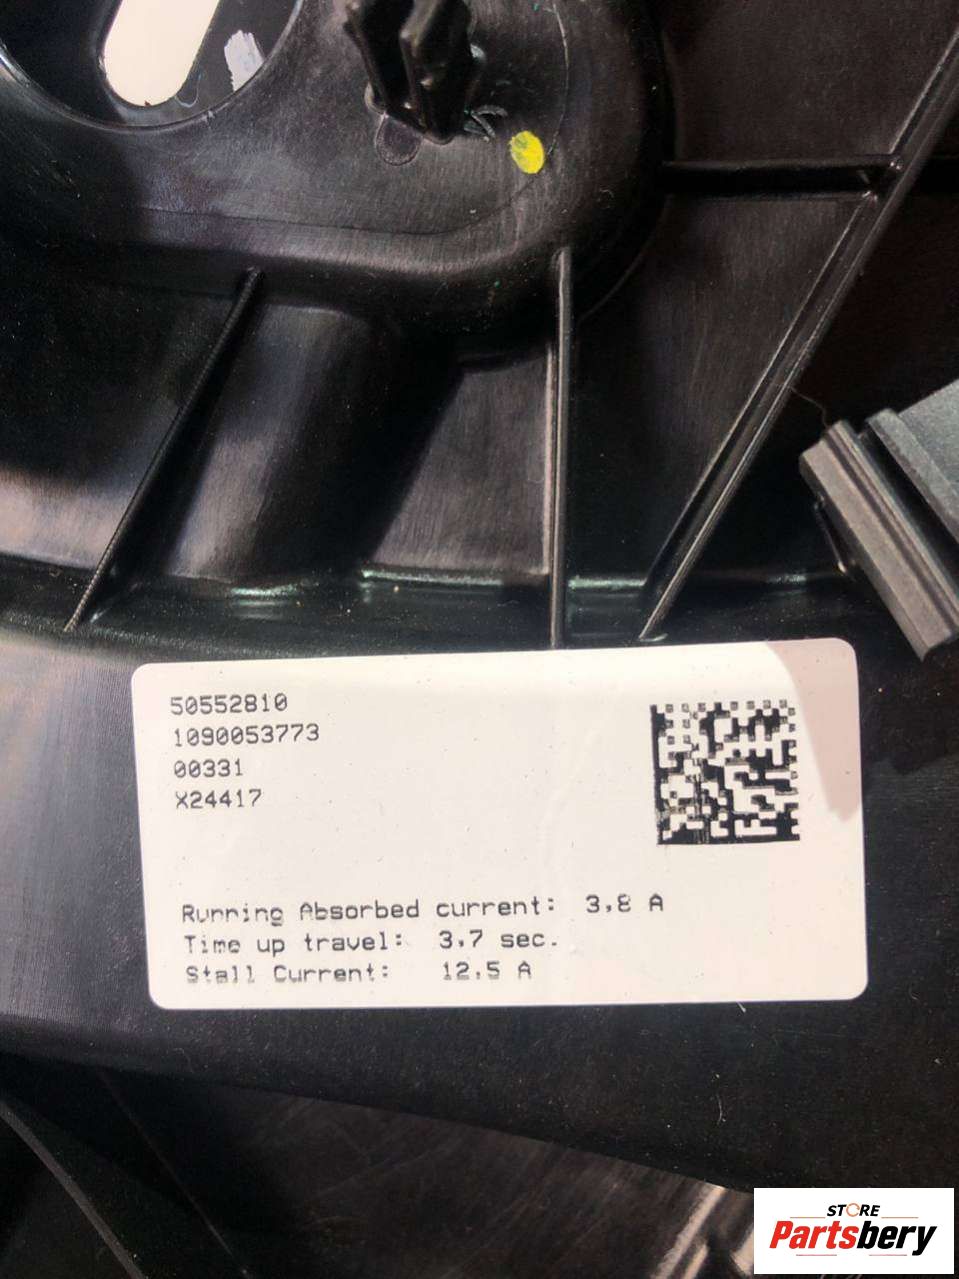 50552810
1090053773
00331
X24417
Running Absorbed current: 3,8 A
Time up travel: 3,7 sec.
Stall Current: 12,5 A
STORE
Partsbery